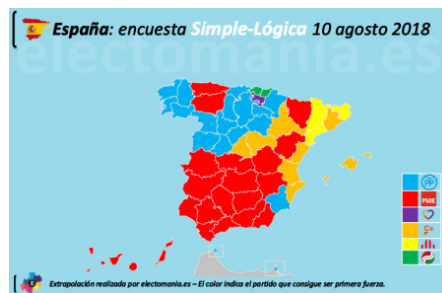 España: encuesta Simple-Lógica 10 agosto 2018
electomania.es
PP
PSOE
Cs
Extrapolación realizada por electomania.es – El color indica el partido que consigue ser primera fuerza.